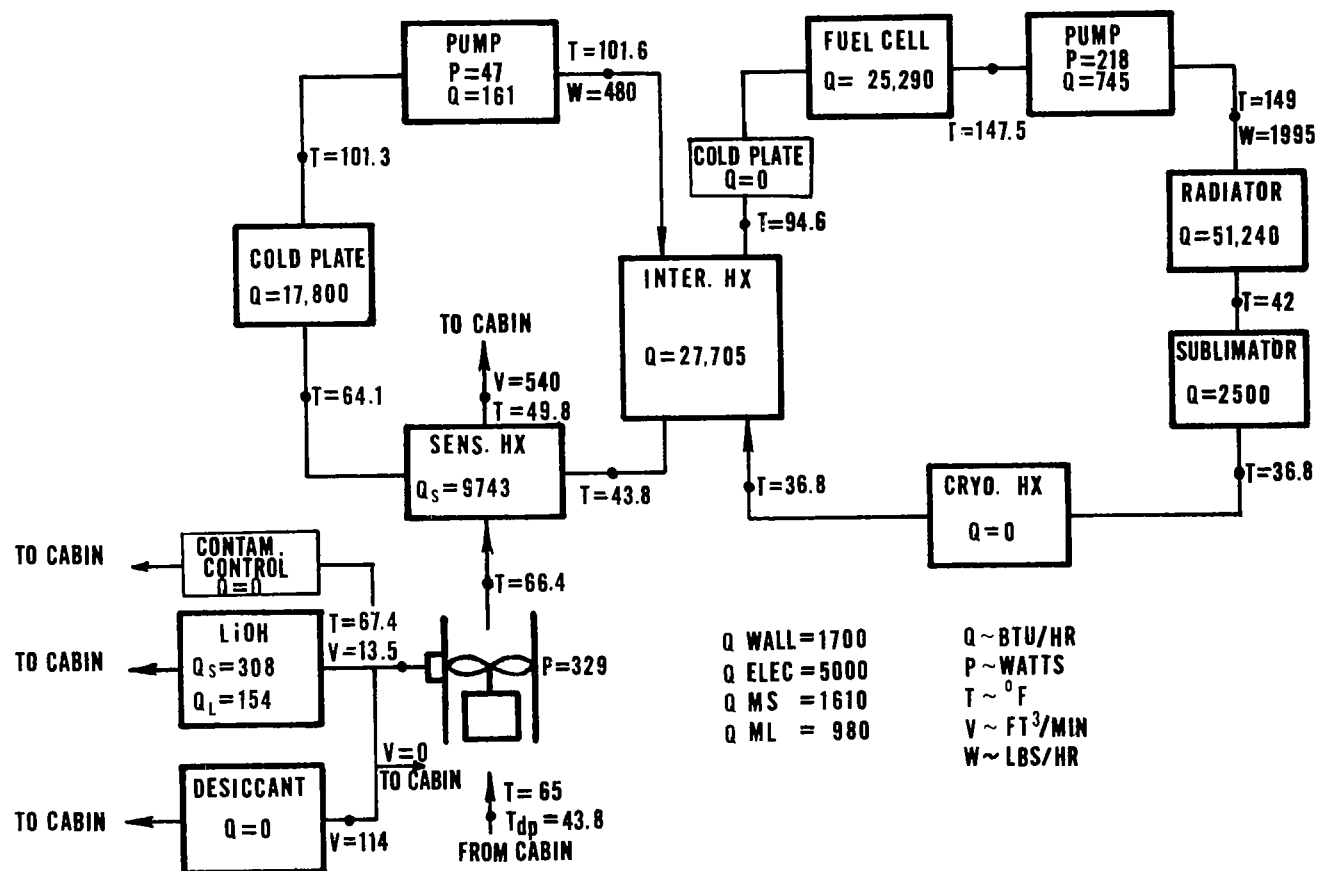 PUMP
P=47
Q=161
T=101.6
W=480
T=101.3
COLD PLATE
Q=17,800
T=64.1
TO CABIN
V=540
T=49.8
SENS. HX
QS=9743
T=43.8
INTER. HX
Q=27,705
T=94.6
COLD PLATE
Q=0
FUEL CELL
Q= 25,290
T=147.5
PUMP
P=218
Q=745
T=149
W=1995
RADIATOR
Q=51,240
T=42
SUBLIMATOR
Q=2500
T=36.8
CRYO. HX
Q=0
T=36.8
T=66.4
TO CABIN
CONTAM.
CONTROL
Q=0
T=67.4
V=13.5
TO CABIN
LiOH
QS=308
QL=154
P=329
V=0
TO CABIN
TO CABIN
DESICCANT
Q=0
V=114
T=65
Tdp=43.8
FROM CABIN
Q WALL=1700
Q ELEC=5000
Q MS =1610
Q ML = 980
Q~BTU/HR
P~WATTS
T~ °F
V~ FT³/MIN
W~ LBS/HR